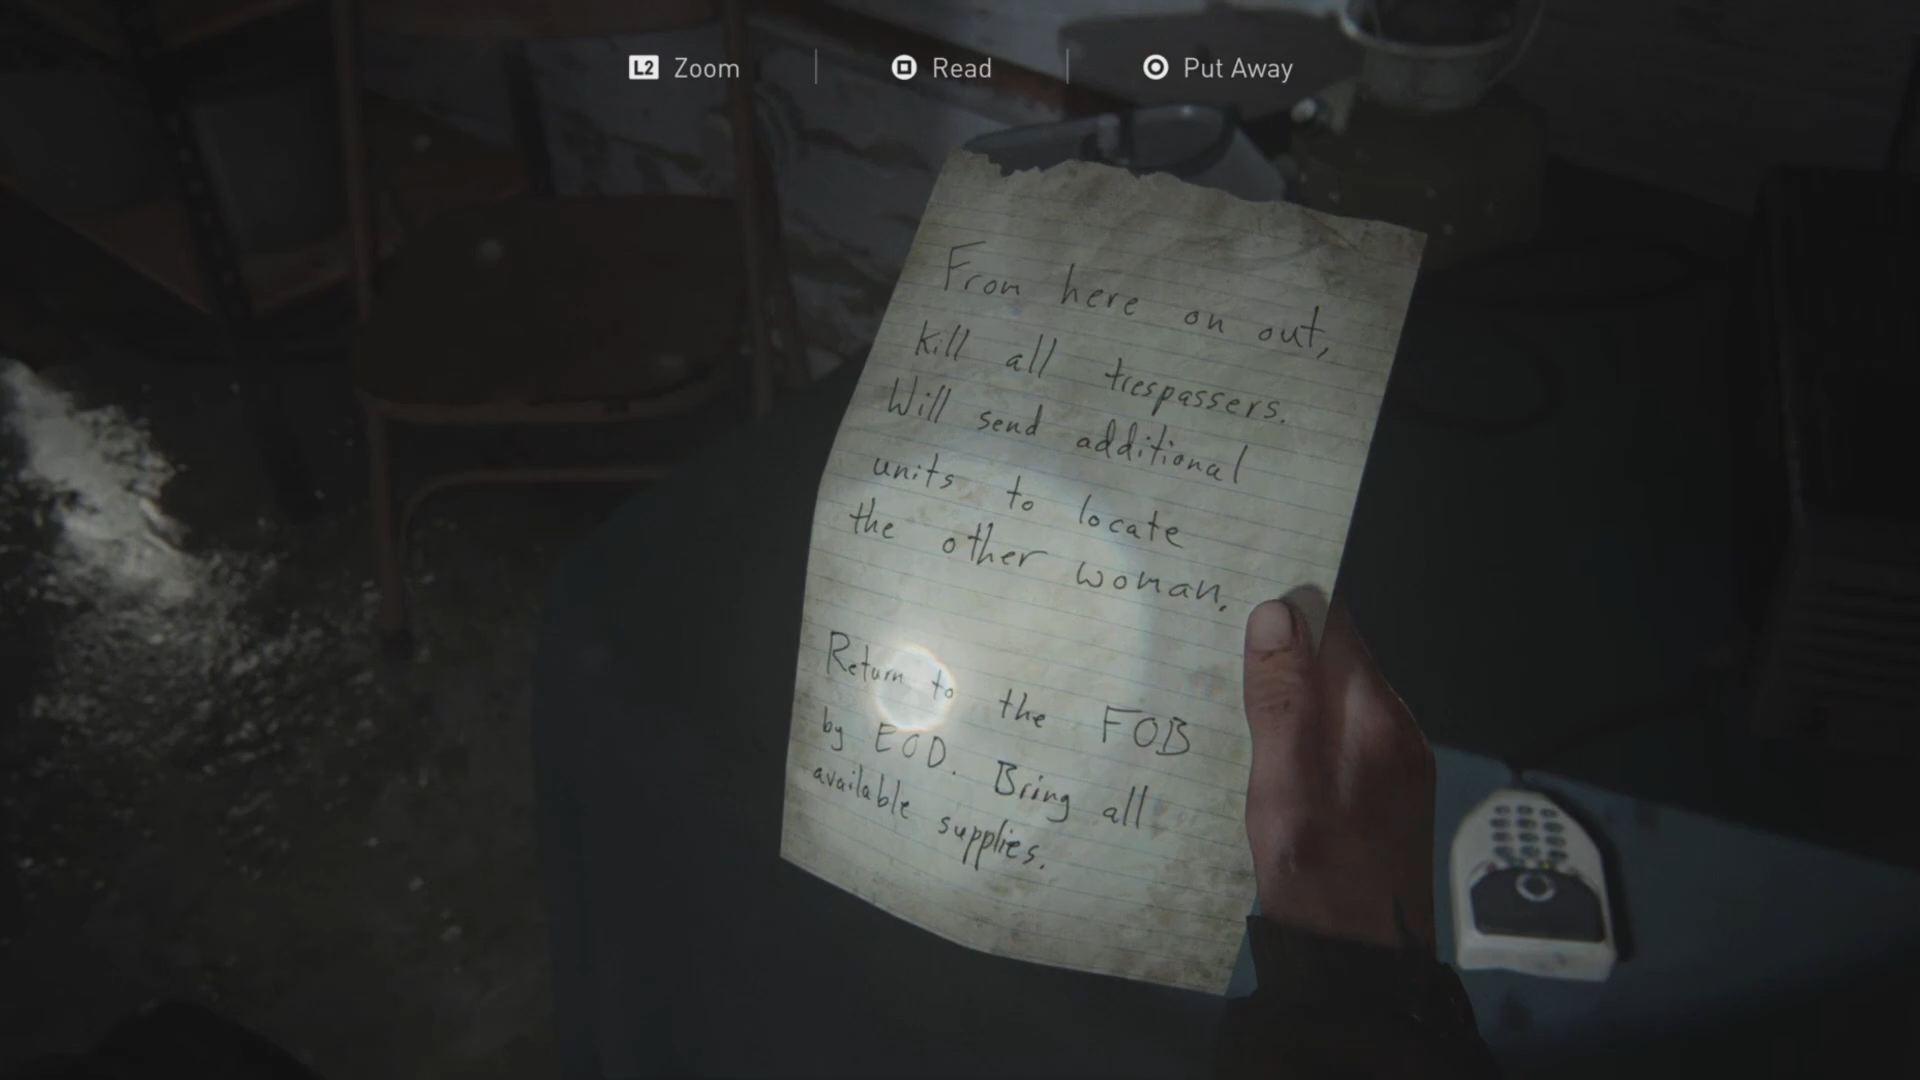 L2 Zoom Read Put Away
From here on out,
kill all trespassers.
Will send additional
units to locate
the other woman.
Return to the FOB
by EOD. Bring all
available supplies.